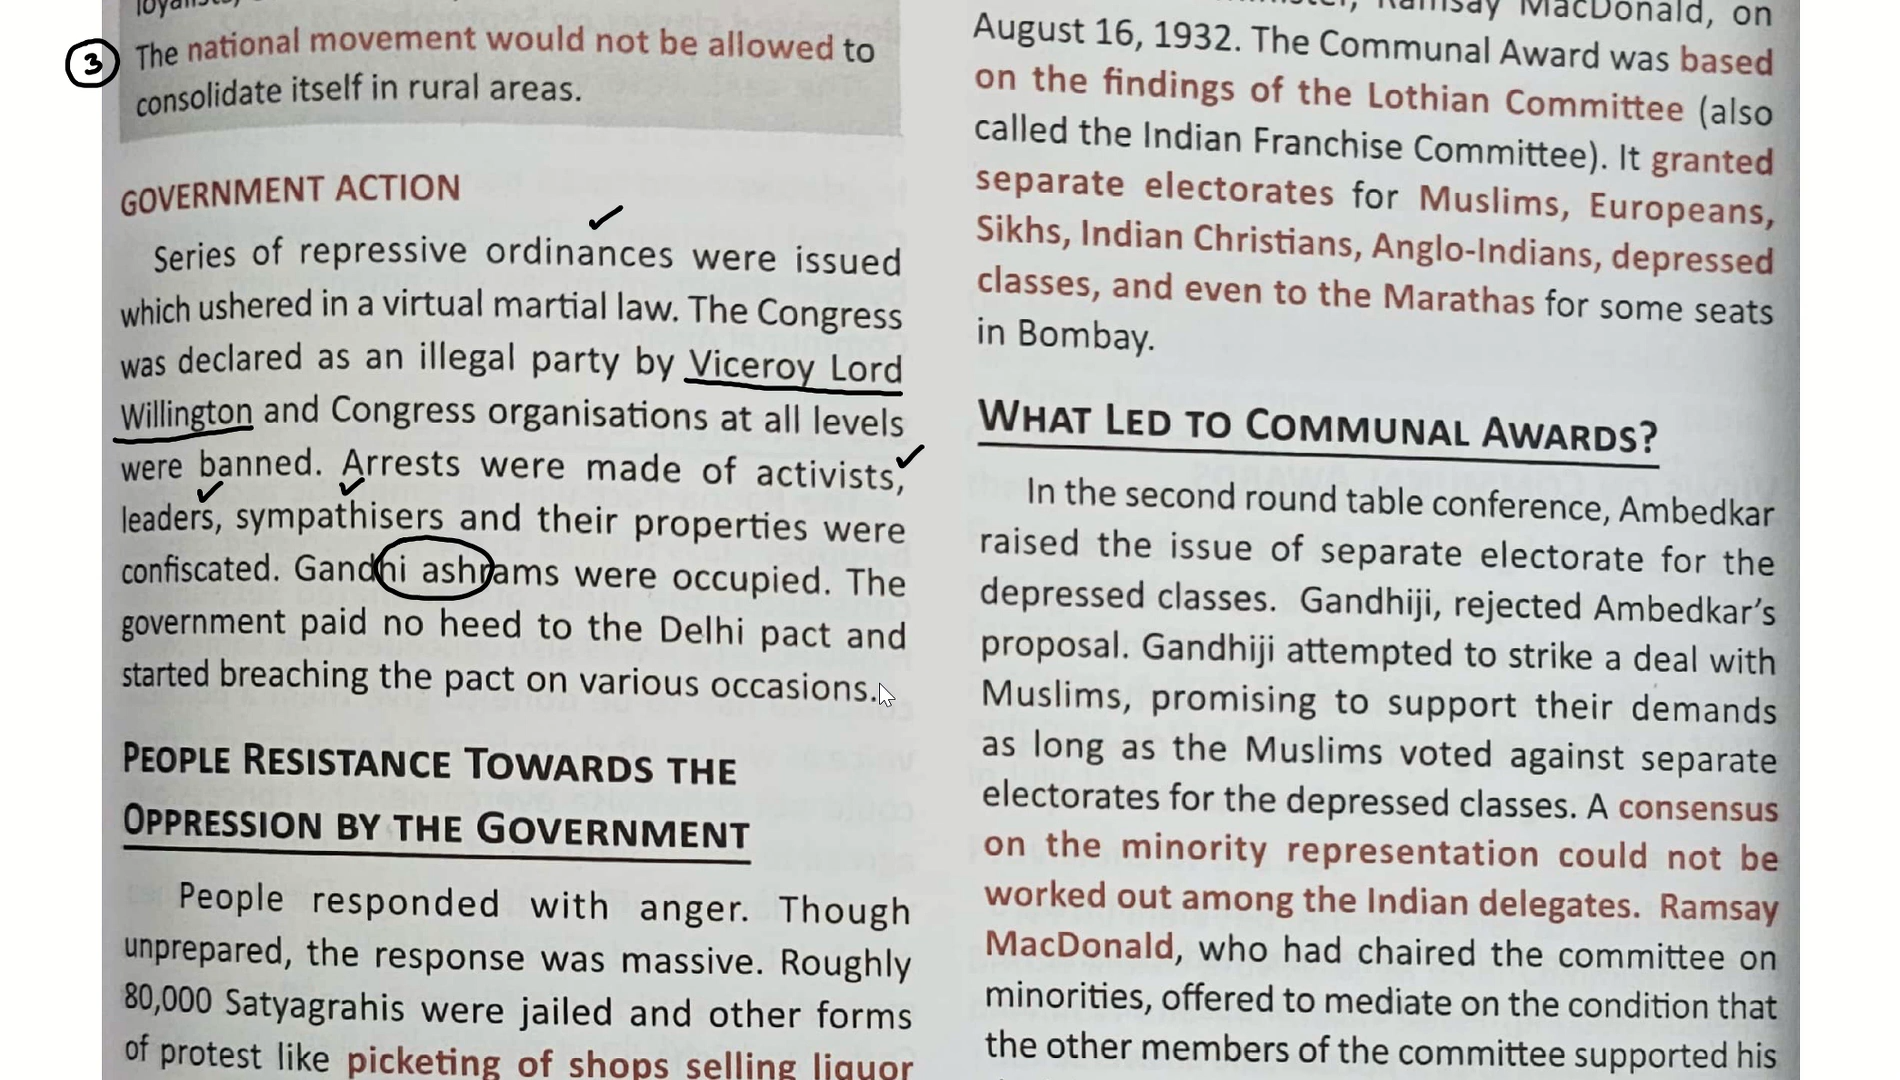 3
The national movement would not be allowed to
consolidate itself in rural areas.
GOVERNMENT ACTION
Series of repressive ordinances were issued
which ushered in a virtual martial law. The Congress
was declared as an illegal party by Viceroy Lord
Willington and Congress organisations at all levels
were banned. Arrests were made of activists,
leaders, sympathisers and their properties were
confiscated. Gandhi ashrams were occupied. The
government paid no heed to the Delhi pact and
started breaching the pact on various occasions.
PEOPLE RESISTANCE TOWARDS THE
OPPRESSION BY THE GOVERNMENT
People responded with anger. Though
unprepared, the response was massive. Roughly
80,000 Satyagrahis were jailed and other forms
of protest like picketing of shops selling liquor
Ramsay MacDonald, on
August 16, 1932. The Communal Award was based
on the findings of the Lothian Committee (also
called the Indian Franchise Committee). It granted
separate electorates for Muslims, Europeans,
Sikhs, Indian Christians, Anglo-Indians, depressed
classes, and even to the Marathas for some seats
in Bombay.
WHAT LED TO COMMUNAL AWARDS?
In the second round table conference, Ambedkar
raised the issue of separate electorate for the
depressed classes. Gandhiji, rejected Ambedkar's
proposal. Gandhiji attempted to strike a deal with
Muslims, promising to support their demands
as long as the Muslims voted against separate
electorates for the depressed classes. A consensus
on the minority representation could not be
worked out among the Indian delegates. Ramsay
MacDonald, who had chaired the committee on
minorities, offered to mediate on the condition that
the other members of the committee supported his